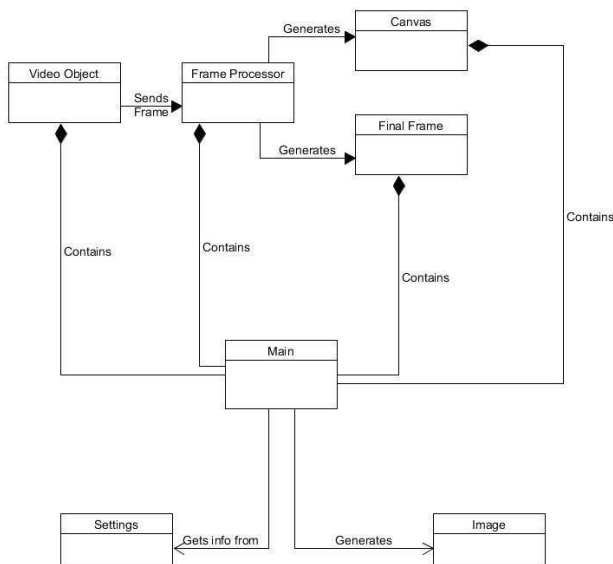 Generates
Canvas
Video Object
Frame Processor
Sends
Frame
Final Frame
Generates
Contains
Contains
Contains
Contains
Main
Settings
Gets info from
Generates
Image